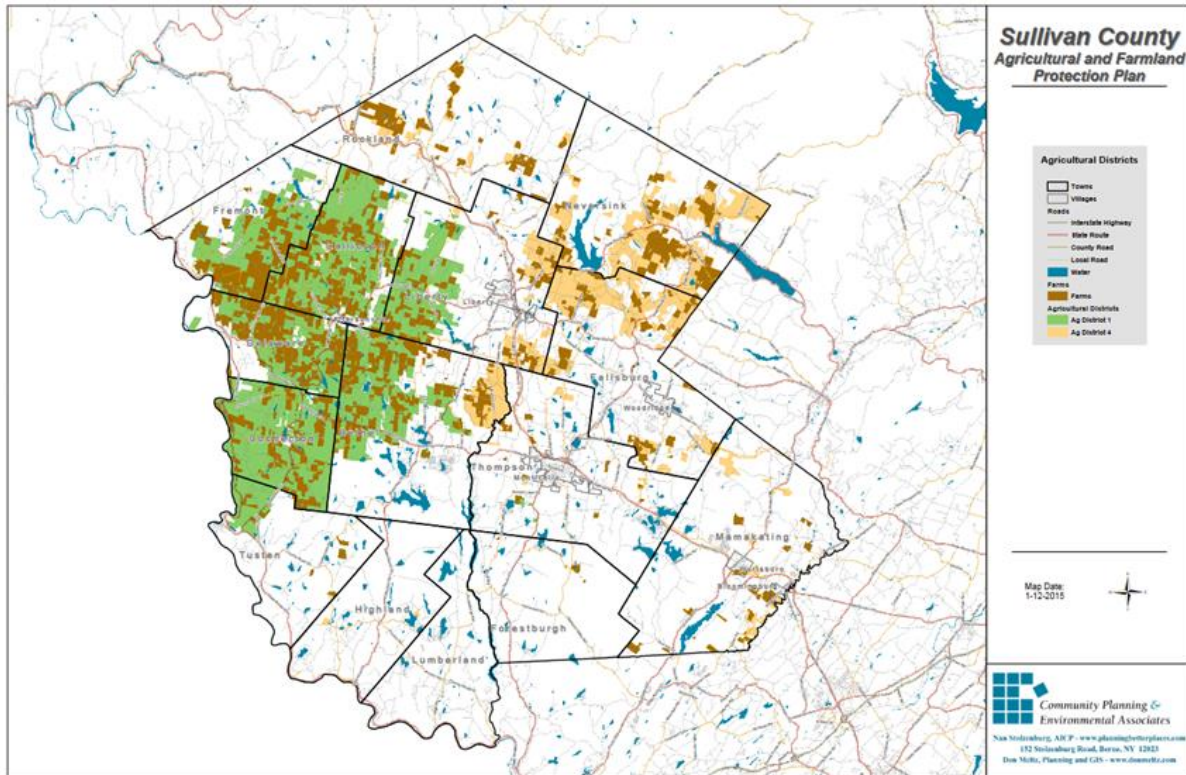 Sullivan County
Agricultural and Farmland
Protection Plan
Agricultural Districts
Towns
Villages
Roads
Interstate Highway
State Route
County Road
Local Road
Water
Farms
Farms
Agricultural Districts
Ag District 1
Ag District 4
Rockland
Fremont
Neversink
Liberty
Fallsburg
Thompson
Mamakating
Wurtsboro
Bloomingburg
Tusten
Highland
Forestburgh
Lumberland
Map Date:
1-12-2015
Community Planning &
Environmental Associates
Nan Stolzenburg, AICP - www.planningbetterplaces.com
152 Stolzenburg Road, Berne, NY 12023
Don Meltz, Planning and GIS - www.donmeltz.com